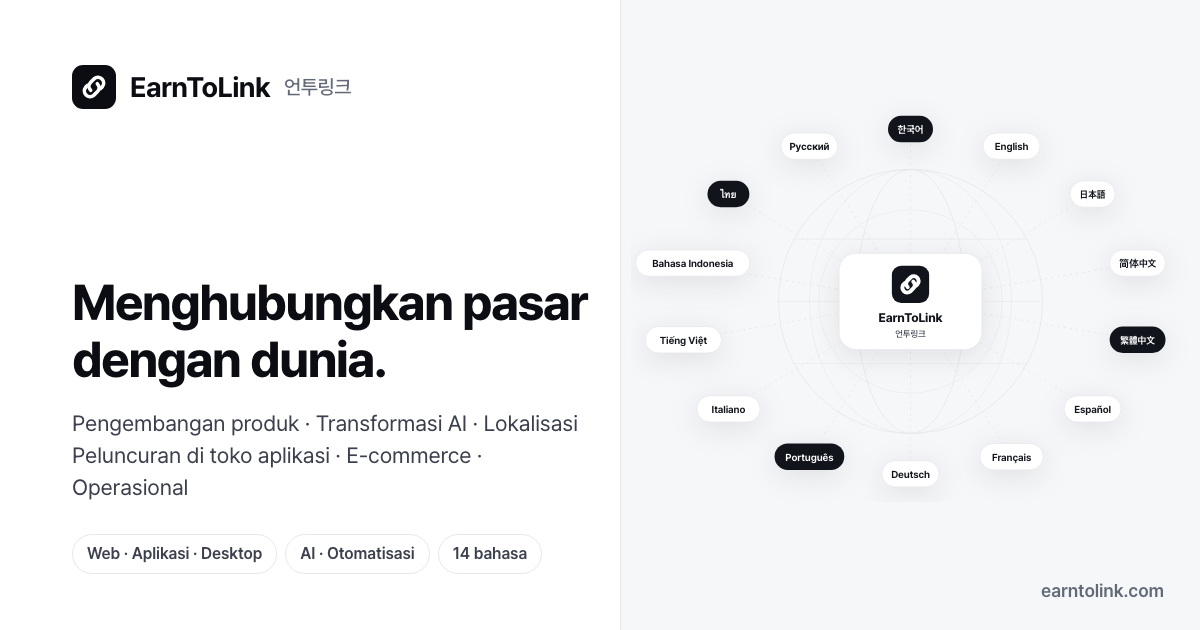 EarnToLink 언투링크
Menghubungkan pasar
dengan dunia.
Pengembangan produk · Transformasi AI · Lokalisasi
Peluncuran di toko aplikasi · E-commerce ·
Operasional
Web · Aplikasi · Desktop
AI · Otomatisasi
14 bahasa
한국어
Русский
English
ไทย
日本語
Bahasa Indonesia
简体中文
EarnToLink
언투링크
Tiếng Việt
繁體中文
Italiano
Español
Português
Français
Deutsch
earntolink.com